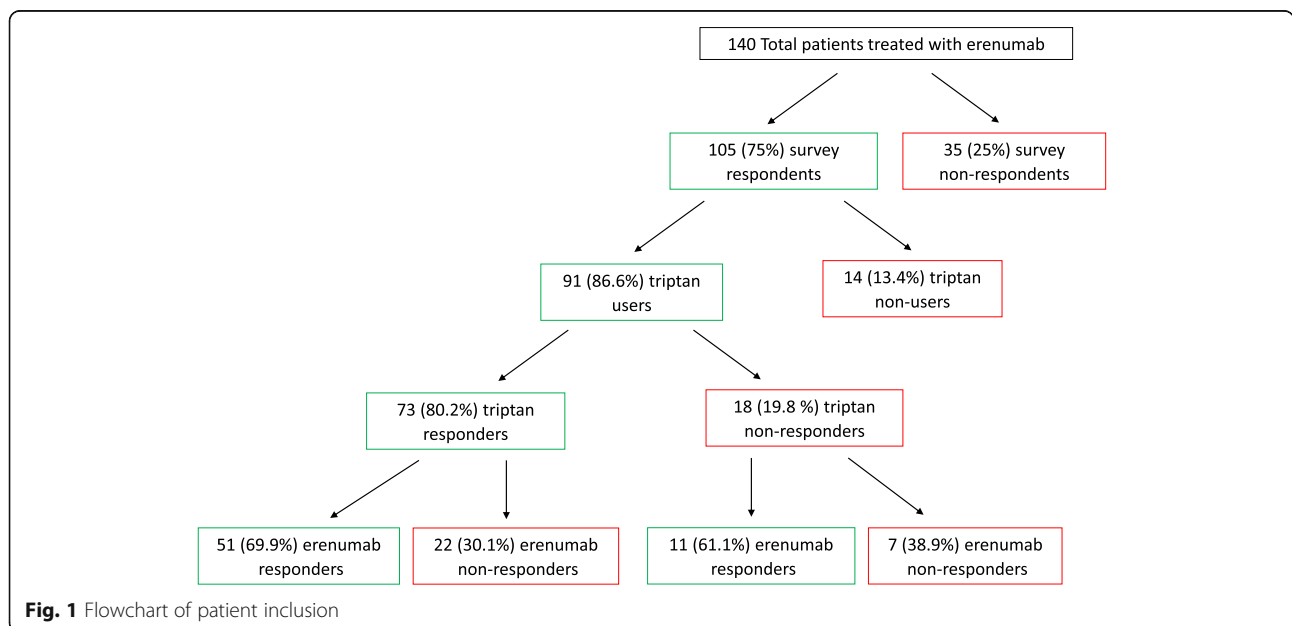 140 Total patients treated with erenumab
105 (75%) survey
respondents
35 (25%) survey
non-respondents
91 (86.6%) triptan
users
14 (13.4%) triptan
non-users
73 (80.2%) triptan
responders
18 (19.8 %) triptan
non-responders
51 (69.9%) erenumab
responders
22 (30.1%) erenumab
non-responders
11 (61.1%) erenumab
responders
7 (38.9%) erenumab
non-responders
Fig. 1 Flowchart of patient inclusion